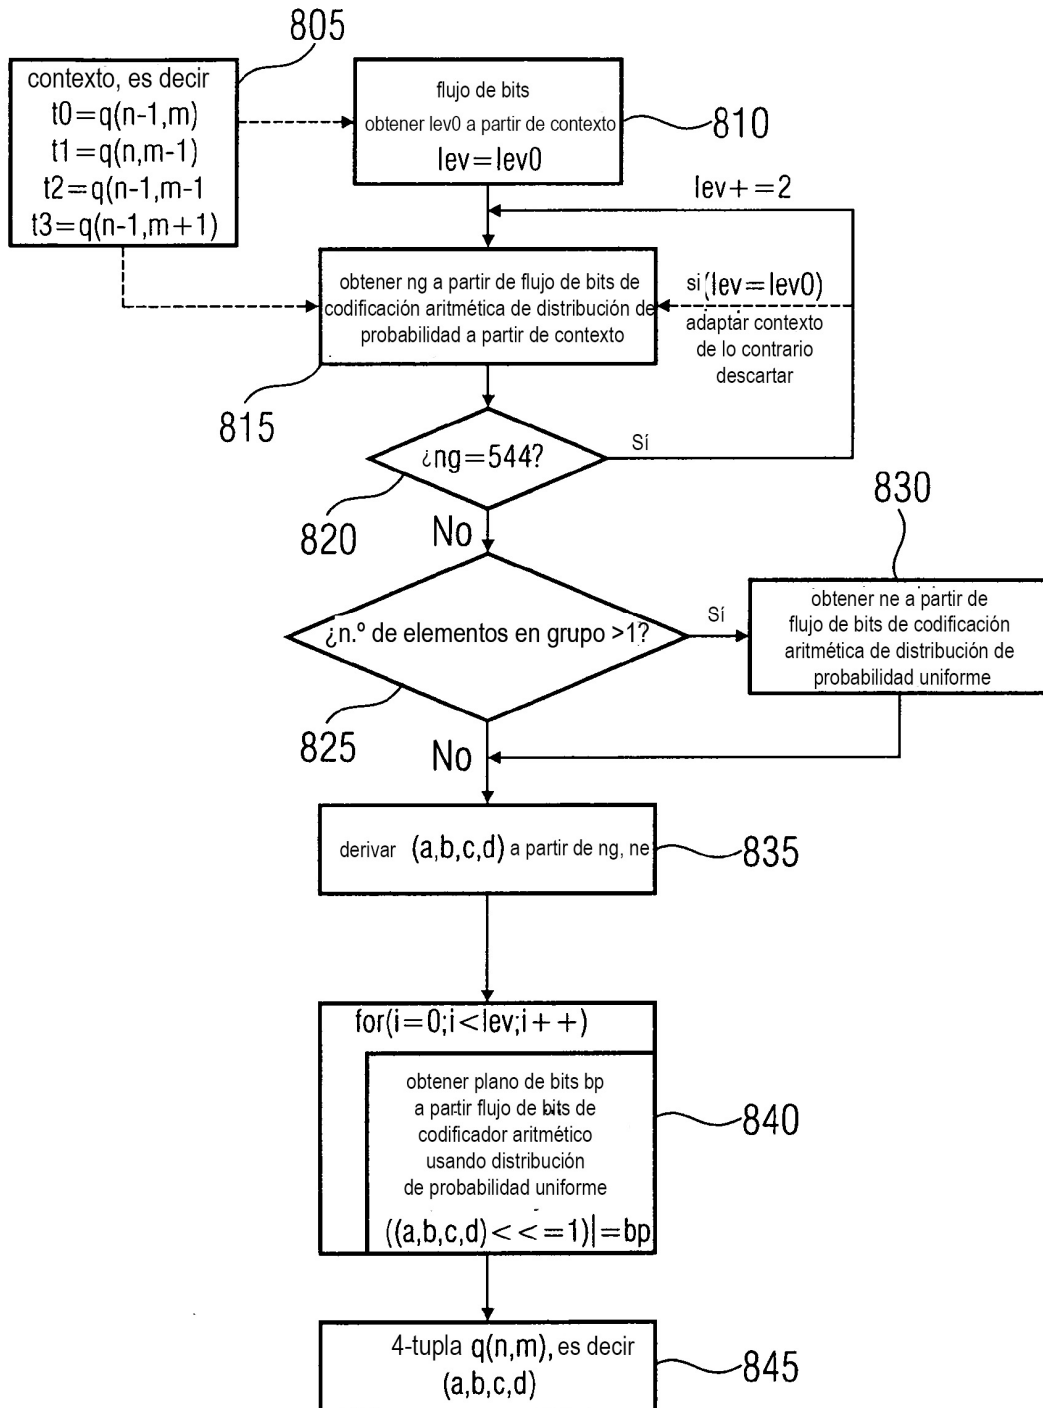 805
contexto, es decir
t0=q(n-1,m)
t1=q(n,m-1)
t2=q(n-1,m-1
t3=q(n-1,m+1)
flujo de bits
obtener lev0 a partir de contexto
lev=lev0
810
lev+=2
obtener ng a partir de flujo de bits de
codificación aritmética de distribución de
probabilidad a partir de contexto
si(lev=lev0)
adaptar contexto
de lo contrario
descartar
815
¿ng=544?
Sí
820
No
830
¿n.º de elementos en grupo >1?
Sí
obtener ne a partir de
flujo de bits de codificación
aritmética de distribución de
probabilidad uniforme
825
No
derivar (a,b,c,d) a partir de ng, ne
835
for(i=0;i<lev;i++)
obtener plano de bits bp
a partir flujo de bits de
codificador aritmético
usando distribución
de probabilidad uniforme
((a,b,c,d)<<=1)|=bp
840
4-tupla q(n,m), es decir
(a,b,c,d)
845